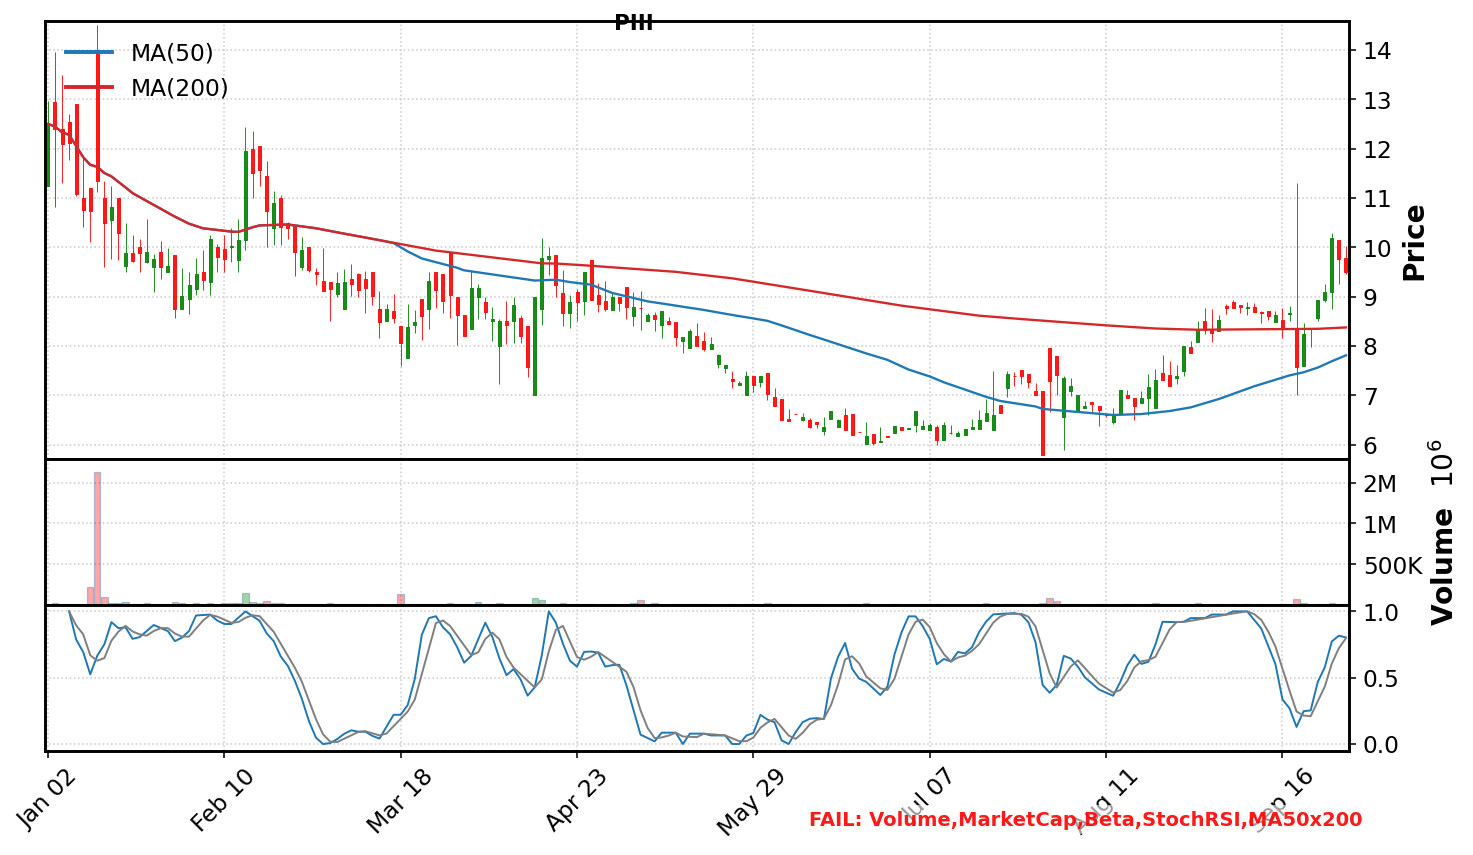 PIII
MA(50)
MA(200)
14
13
12
11
10
9
8
7
6
Price
2M
1M
500K
Volume 10^6
1.0
0.5
0.0
Jan 02
Feb 10
Mar 18
Apr 23
May 29
Jul 07
Aug 11
Sep 16
FAIL: Volume,MarketCap,Beta,StochRSI,MA50x200